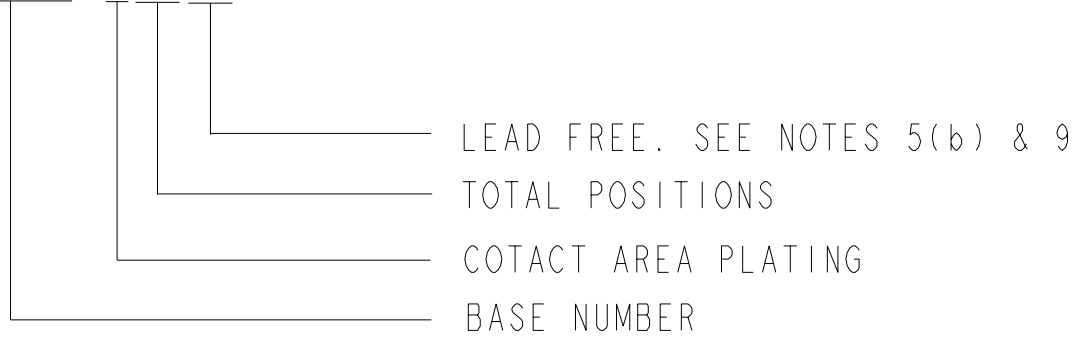 LEAD FREE. SEE NOTES 5(b) & 9
TOTAL POSITIONS
COTACT AREA PLATING
BASE NUMBER